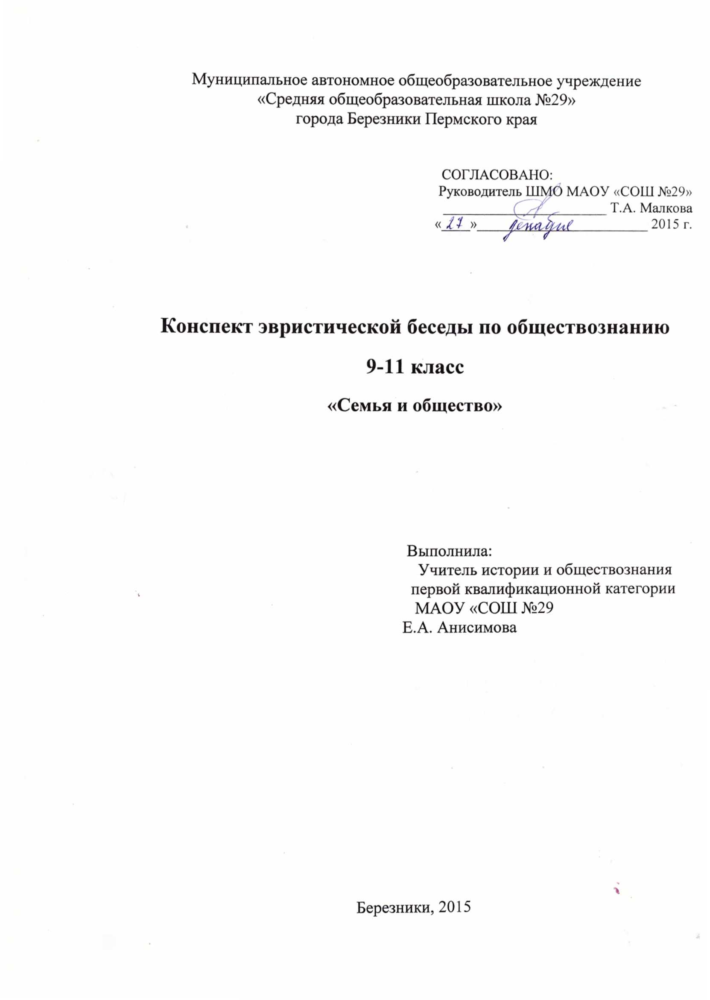 Муниципальное автономное общеобразовательное учреждение
«Средняя общеобразовательная школа №29»
города Березники Пермского края
СОГЛАСОВАНО:
Руководитель ШМО МАОУ «СОШ №29»
Т.А. Малкова
«27» декабря 2015 г.
Конспект эвристической беседы по обществознанию
9-11 класс
«Семья и общество»
Выполнила:
Учитель истории и обществознания
первой квалификационной категории
МАОУ «СОШ №29
Е.А. Анисимова
Березники, 2015